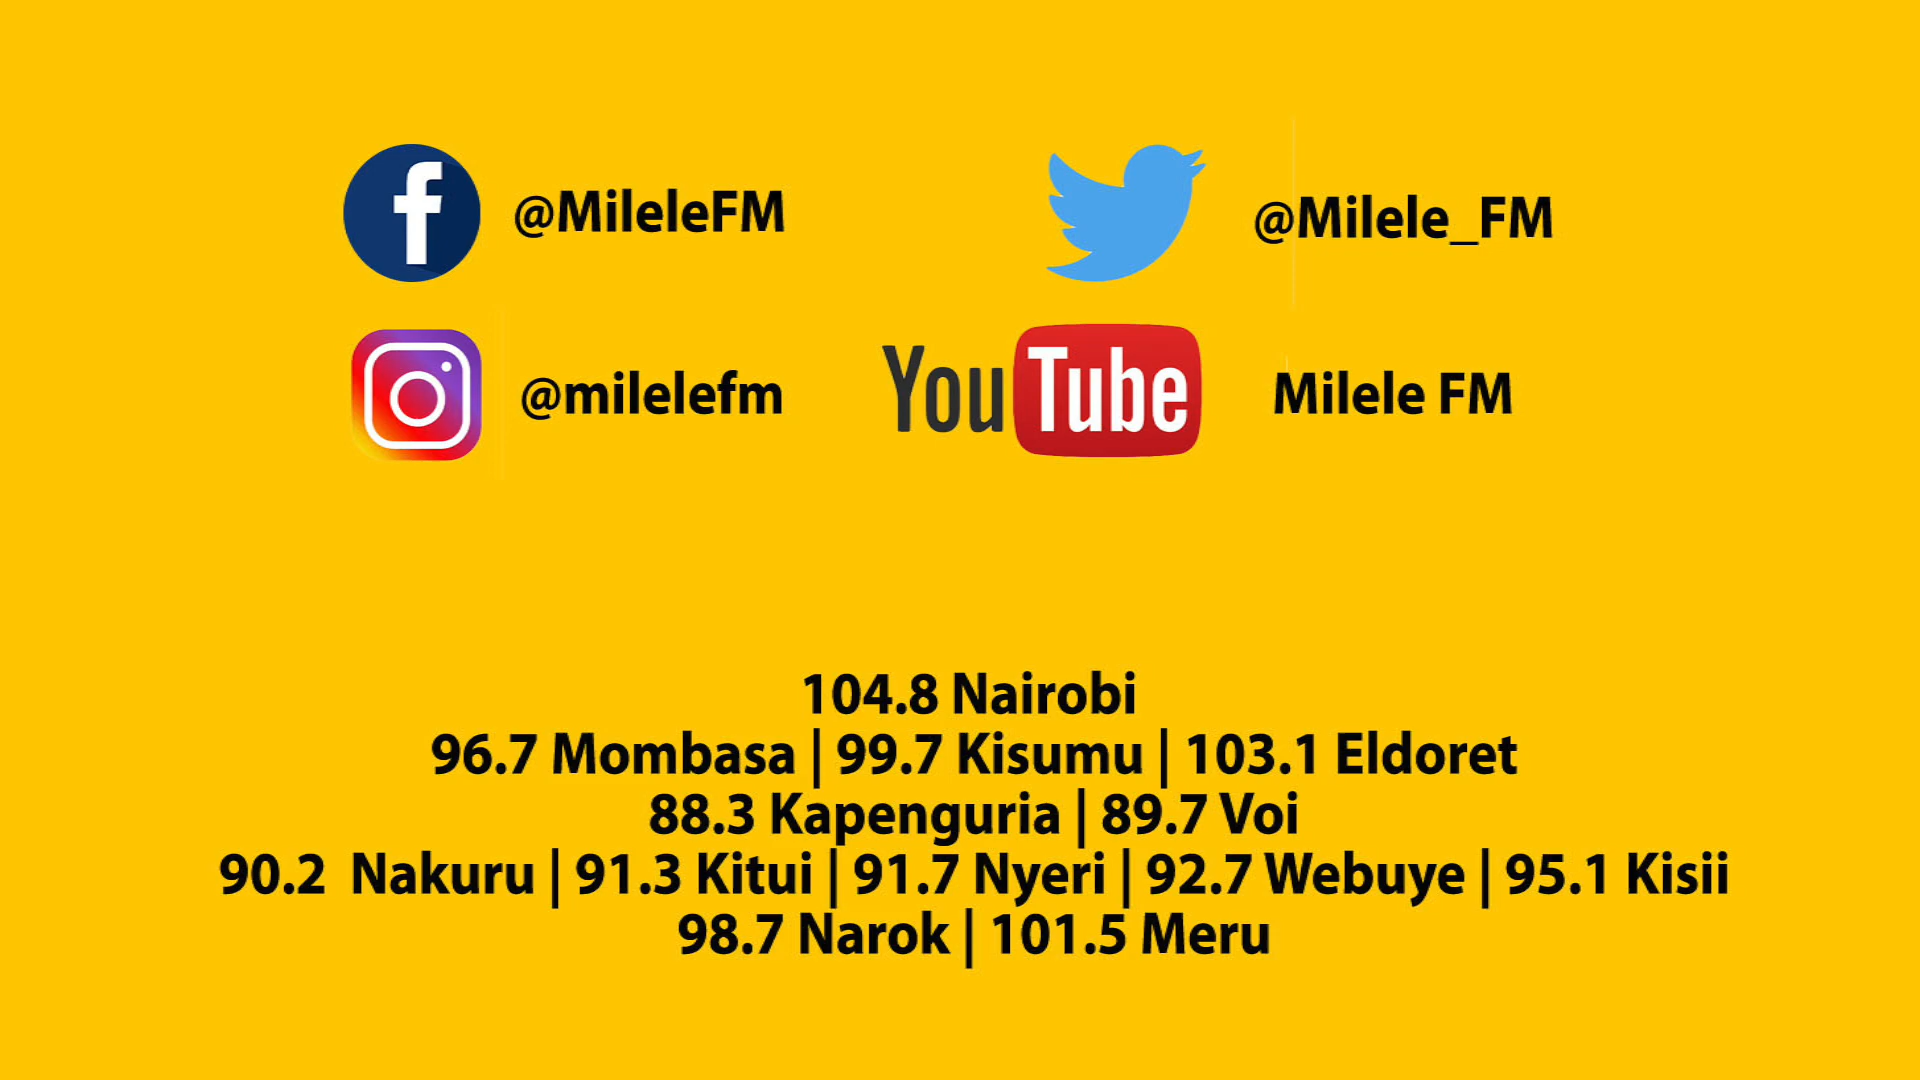 @MileleFM
@Milele_FM
@milelefm
YouTube
Milele FM
104.8 Nairobi
96.7 Mombasa | 99.7 Kisumu | 103.1 Eldoret
88.3 Kapenguria | 89.7 Voi
90.2  Nakuru | 91.3 Kitui | 91.7 Nyeri | 92.7 Webuye | 95.1 Kisii
98.7 Narok | 101.5 Meru